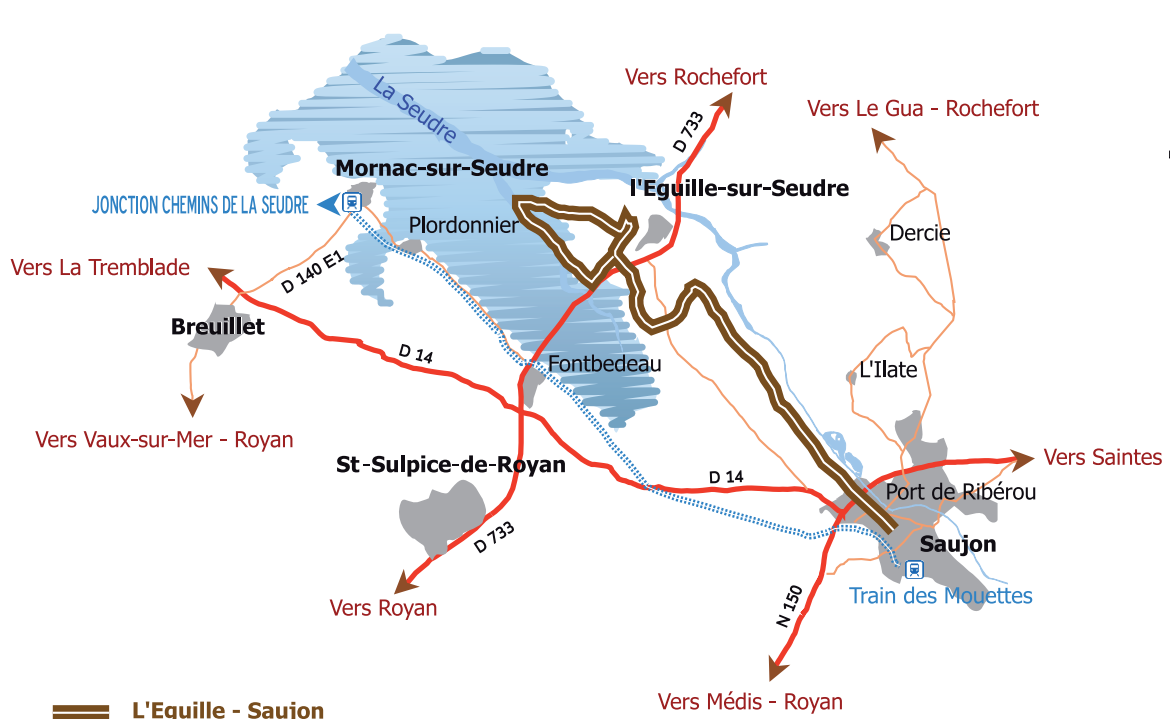 Vers Rochefort
Vers Le Gua - Rochefort
La Seudre
D 733
Mornac-sur-Seudre
l'Eguille-sur-Seudre
JONCTION CHEMINS DE LA SEUDRE
Plordonnier
Dercie
Vers La Tremblade
D 140 E1
Breuillet
D 14
Fontbedeau
L'Ilate
Vers Vaux-sur-Mer - Royan
St-Sulpice-de-Royan
Vers Saintes
D 14
Port de Ribérou
D 733
Saujon
Train des Mouettes
Vers Royan
N 150
Vers Médis - Royan
L'Eguille - Saujon